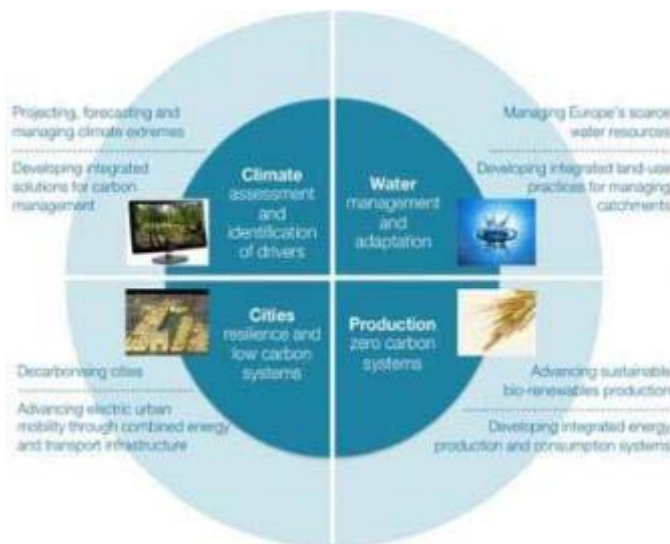 Projecting, forecasting and
managing climate extremes
Developing integrated
solutions for carbon
management
Climate
assessment
and
identification
of drivers
Water
management
and
adaptation
Managing Europe's scarce
water resources
Developing integrated land-use
practices for managing
catchments
Cities
resilience and
low carbon
systems
Production
zero carbon
systems
Decarbonising cities
Advancing electric urban
mobility through combined energy
and transport infrastructure
Advancing sustainable
bio-renewables production
Developing integrated energy
production and consumption systems